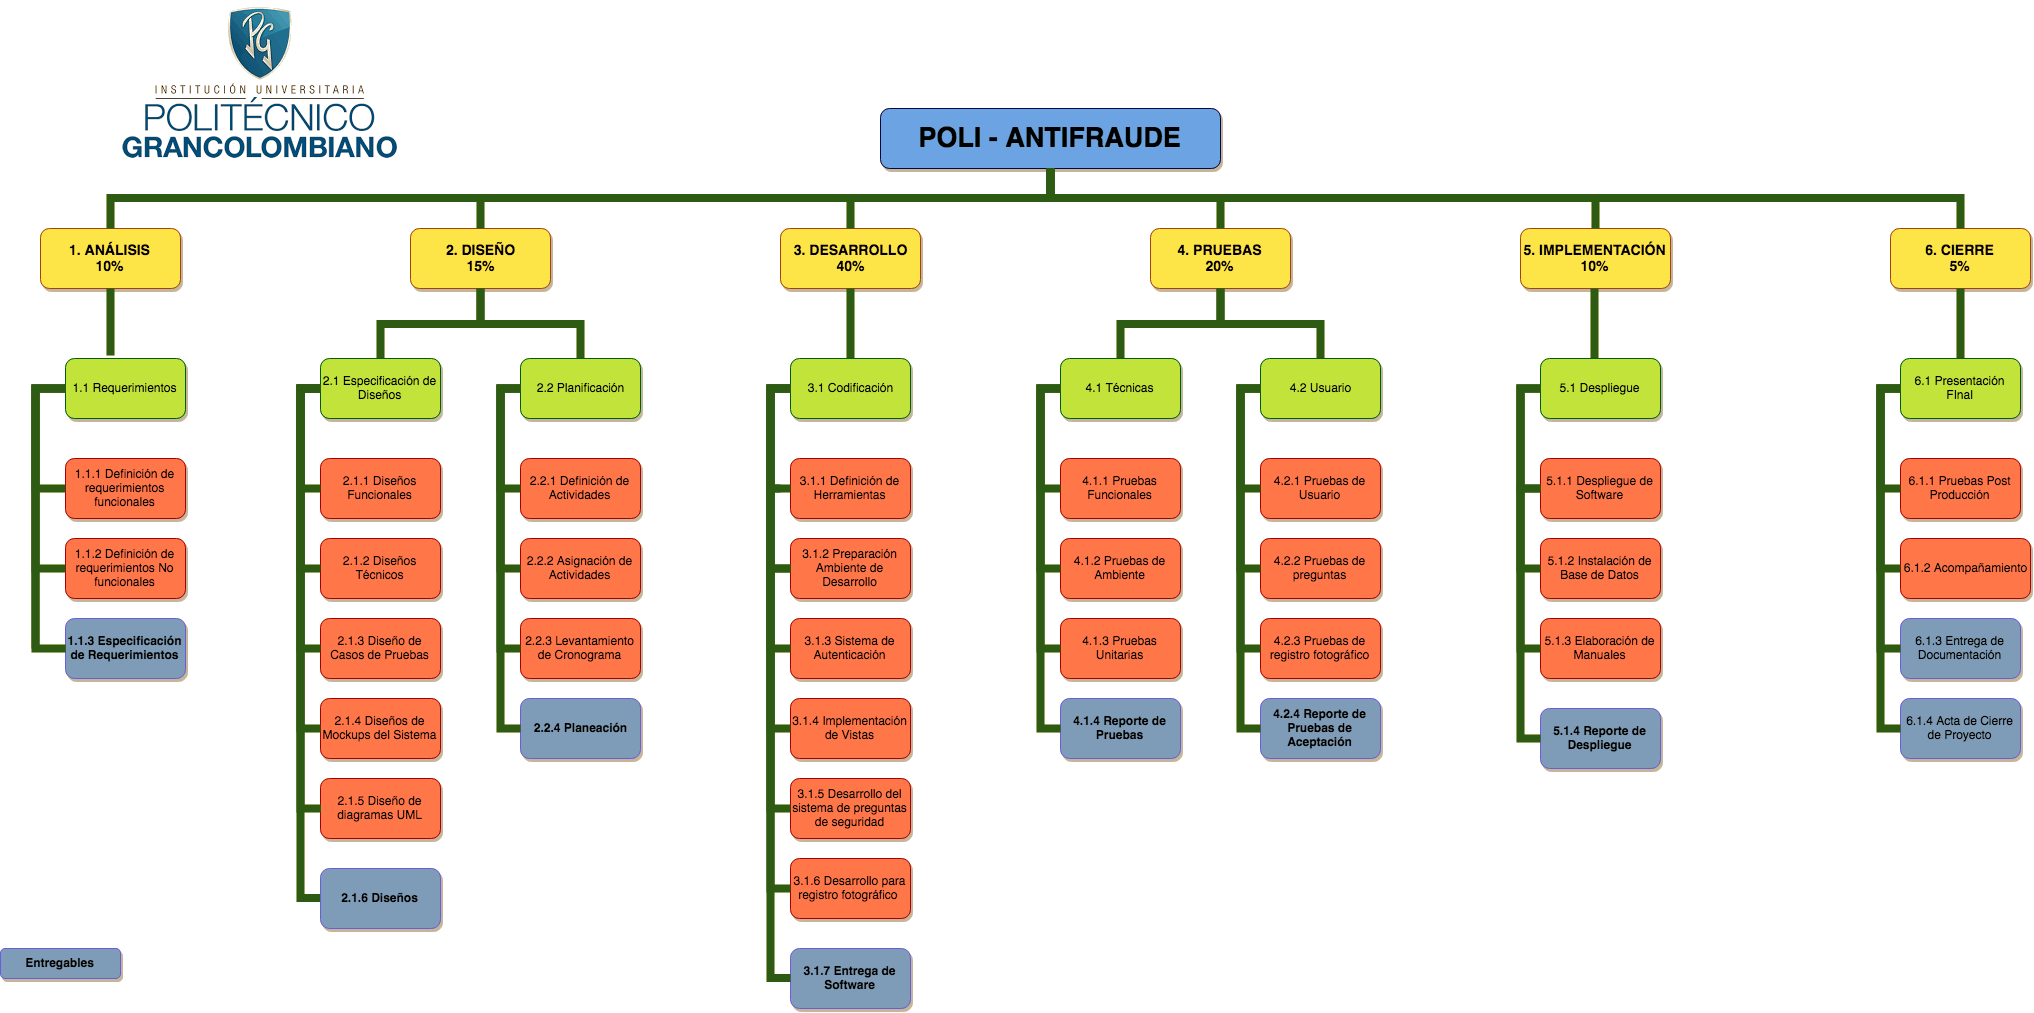 PG
INSTITUCIÓN UNIVERSITARIA
POLITÉCNICO
GRANCOLOMBIANO
POLI - ANTIFRAUDE
1. ANÁLISIS
10%
2. DISEÑO
15%
3. DESARROLLO
40%
4. PRUEBAS
20%
5. IMPLEMENTACIÓN
10%
6. CIERRE
5%
1.1 Requerimientos
1.1.1 Definición de
requerimientos
funcionales
1.1.2 Definición de
requerimientos No
funcionales
1.1.3 Especificación
de Requerimientos
2.1 Especificación de
Diseños
2.1.1 Diseños
Funcionales
2.1.2 Diseños
Técnicos
2.1.3 Diseño de
Casos de Pruebas
2.1.4 Diseños de
Mockups del Sistema
2.1.5 Diseño de
diagramas UML
2.1.6 Diseños
2.2 Planificación
2.2.1 Definición de
Actividades
2.2.2 Asignación de
Actividades
2.2.3 Levantamiento
de Cronograma
2.2.4 Planeación
3.1 Codificación
3.1.1 Definición de
Herramientas
3.1.2 Preparación
Ambiente de
Desarrollo
3.1.3 Sistema de
Autenticación
3.1.4 Implementación
de Vistas
3.1.5 Desarrollo del
sistema de preguntas
de seguridad
3.1.6 Desarrollo para
registro fotográfico
3.1.7 Entrega de
Software
4.1 Técnicas
4.1.1 Pruebas
Funcionales
4.1.2 Pruebas de
Ambiente
4.1.3 Pruebas
Unitarias
4.1.4 Reporte de
Pruebas
4.2 Usuario
4.2.1 Pruebas de
Usuario
4.2.2 Pruebas de
preguntas
4.2.3 Pruebas de
registro fotográfico
4.2.4 Reporte de
Pruebas de
Aceptación
5.1 Despliegue
5.1.1 Despliegue de
Software
5.1.2 Instalación de
Base de Datos
5.1.3 Elaboración de
Manuales
5.1.4 Reporte de
Despliegue
6.1 Presentación
FInal
6.1.1 Pruebas Post
Producción
6.1.2 Acompañamiento
6.1.3 Entrega de
Documentación
6.1.4 Acta de Cierre
de Proyecto
Entregables